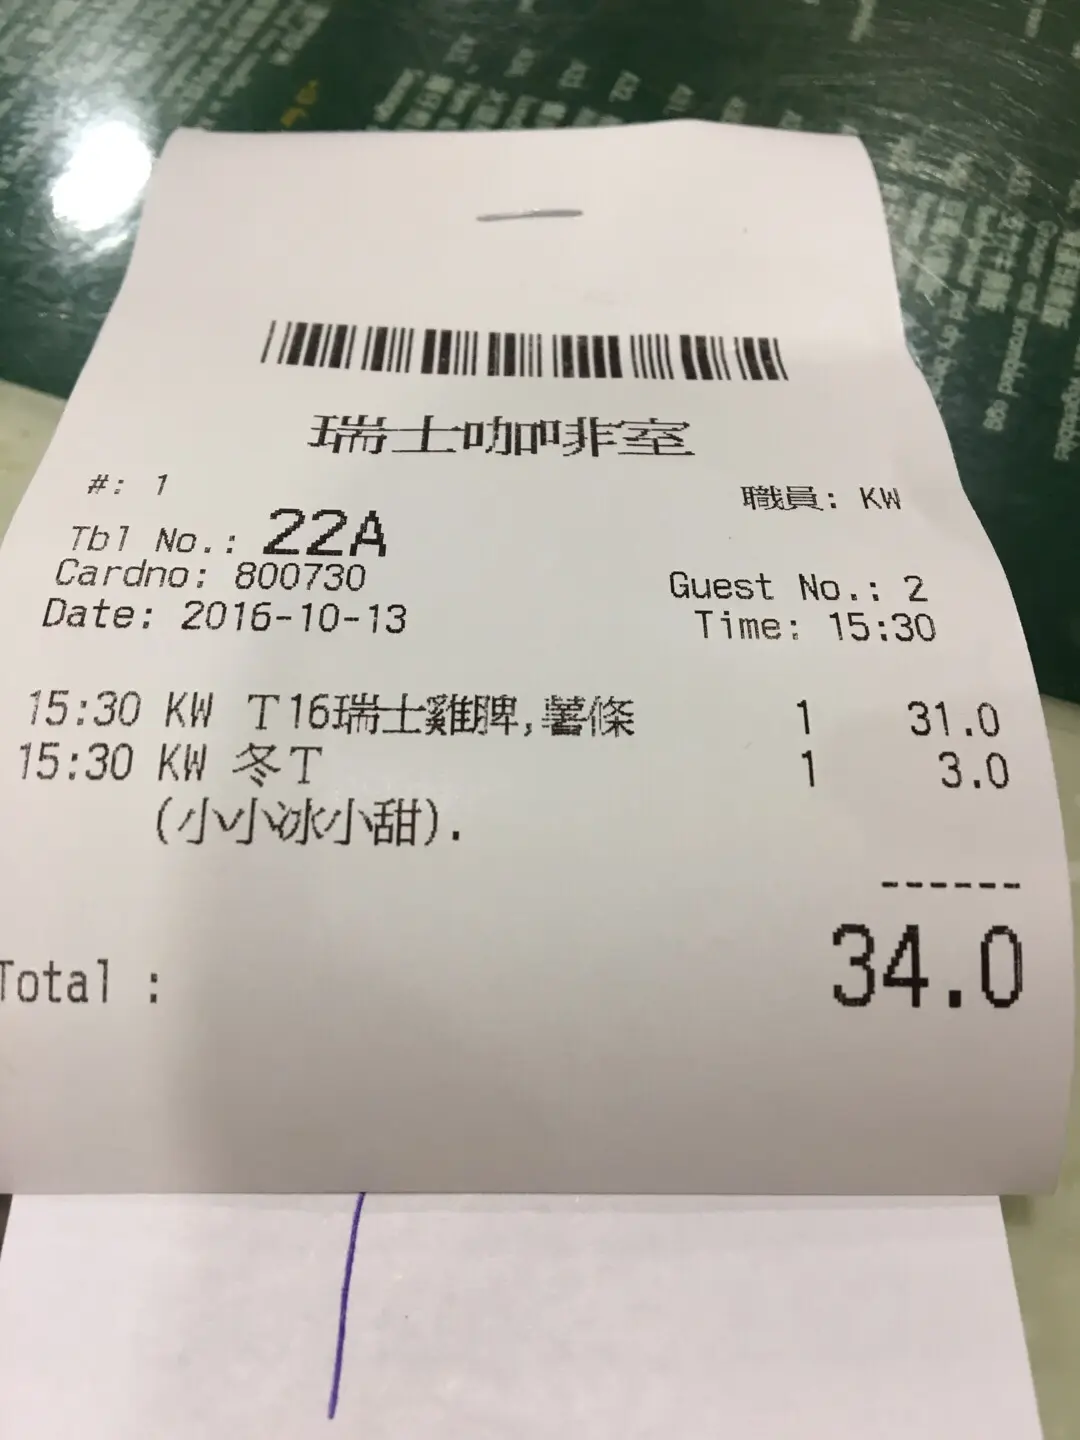 瑞士咖啡室
#: 1
職員: KW
Tbl No.: 22A
Cardno: 800730
Guest No.: 2
Date: 2016-10-13
Time: 15:30
15:30 KW T16瑞士雞脾,薯條 1 31.0
15:30 KW 冬T 1 3.0
(小小冰小甜).
------
Total : 34.0